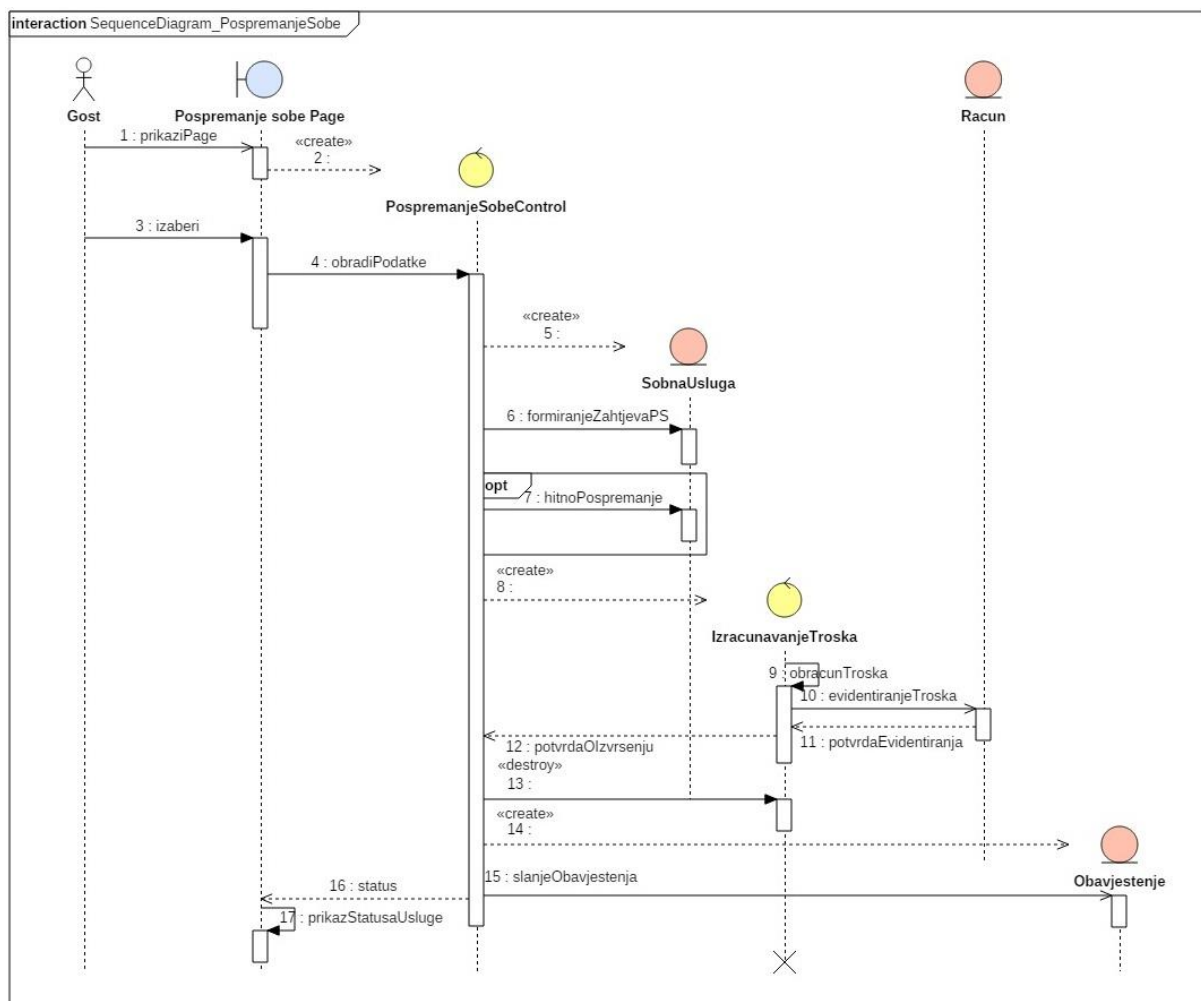 interaction SequenceDiagram_PospremanjeSobe
Gost
Pospremanje sobe Page
Racun
1 : prikaziPage
«create»
2 :
PospremanjeSobeControl
3 : izaberi
4 : obradiPodatke
«create»
5 :
SobnaUsluga
6 : formiranjeZahtjevaPS
opt
7 : hitnoPospremanje
«create»
8 :
IzracunavanjeTroska
9 : obracunTroska
10 : evidentiranjeTroska
11 : potvrdaEvidentiranja
12 : potvrdaOIzvrsenju
«destroy»
13 :
«create»
14 :
Obavjestenje
15 : slanjeObavjestenja
16 : status
17 : prikazStatusaUsluge